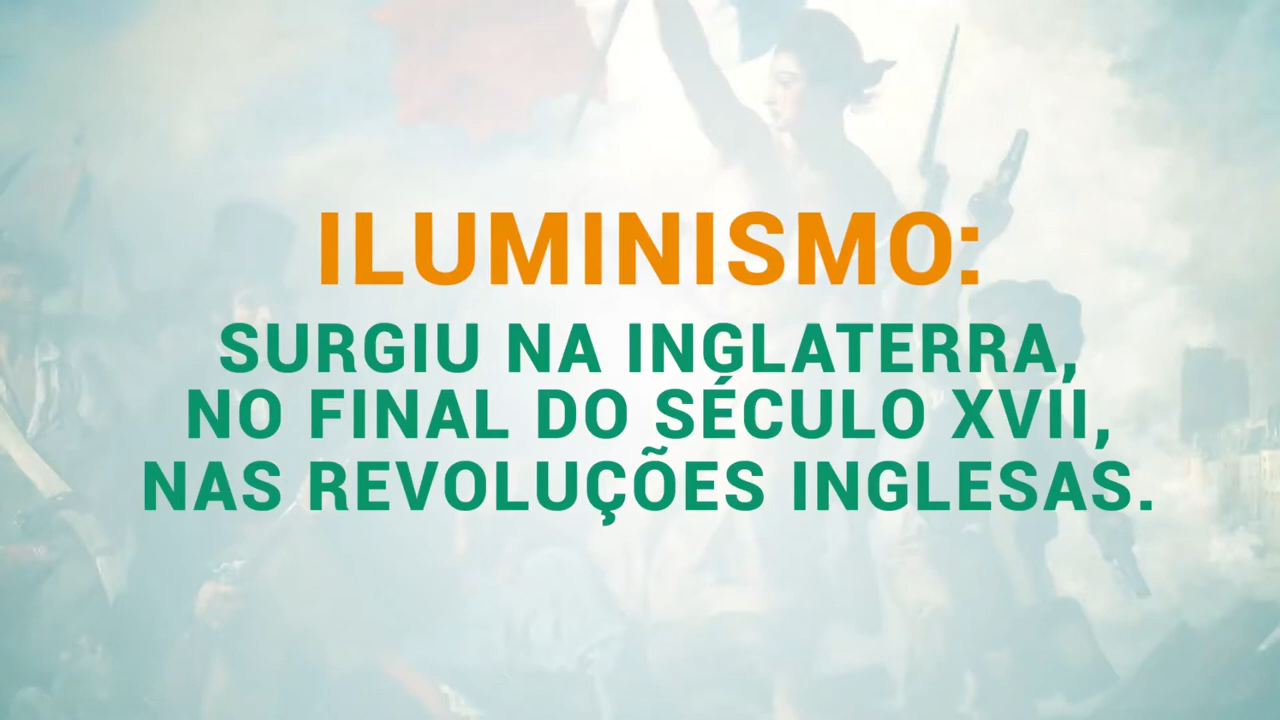 ILUMINISMO:
SURGIU NA INGLATERRA,
NO FINAL DO SÉCULO XVII,
NAS REVOLUÇÕES INGLESAS.